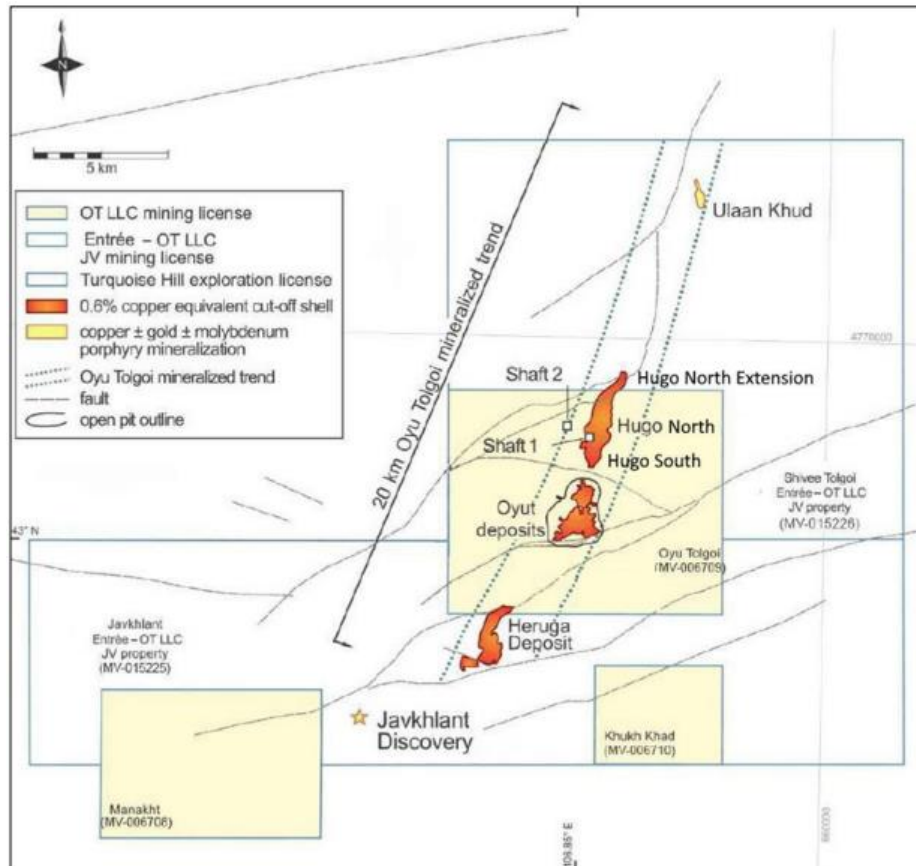 N
5 km
OT LLC mining license
Entrée – OT LLC
JV mining license
Turquoise Hill exploration license
0.6% copper equivalent cut-off shell
copper ± gold ± molybdenum
porphyry mineralization
Oyu Tolgoi mineralized trend
fault
open pit outline
20 km Oyu Tolgoi mineralized trend
Ulaan Khud
4770000
Shaft 2
Hugo North Extension
Hugo North
Shaft 1
Hugo South
Shivee Tolgoi
Entrée – OT LLC
JV property
(MV-015226)
Oyut
deposits
43° N
Oyu Tolgoi
(MV-006709)
Javkhlant
Entrée – OT LLC
JV property
(MV-015225)
Heruga
Deposit
Javkhlant
Discovery
Khukh Khad
(MV-006710)
Manakht
(MV-006708)
106.85° E